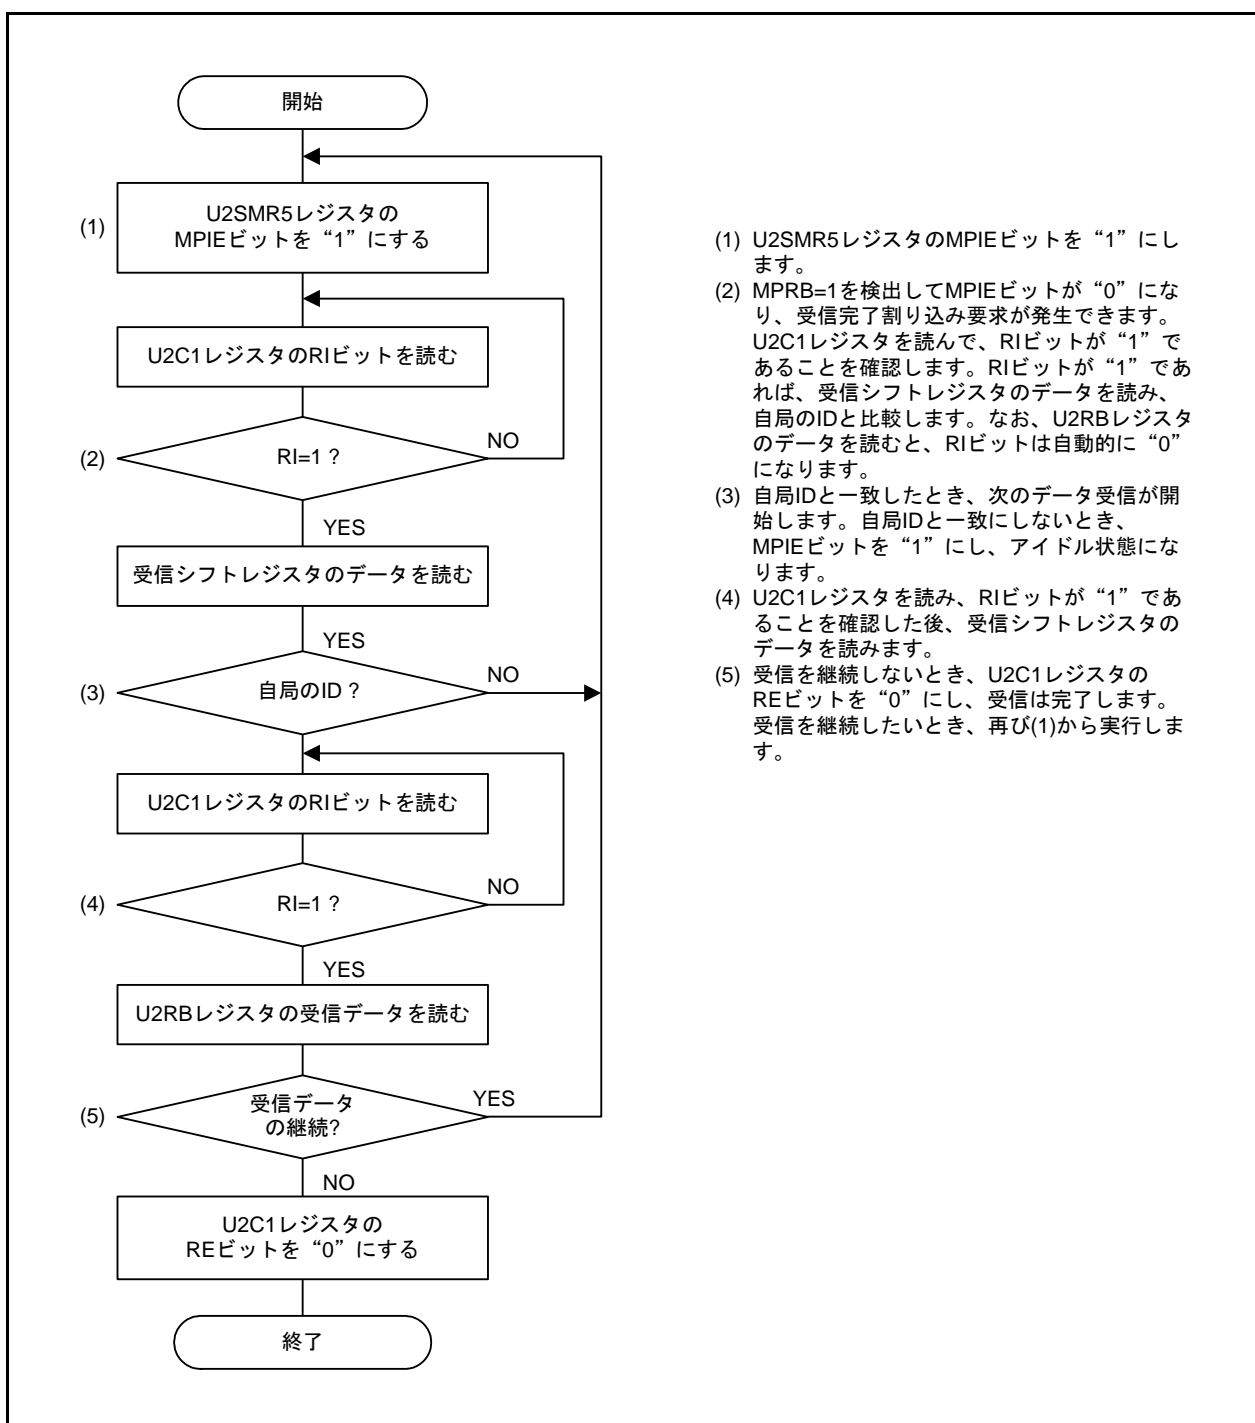 開始
(1)
U2SMR5レジスタの
MPIEビットを“1”にする
U2C1レジスタのRIビットを読む
(2)
RI=1 ?
NO
YES
受信シフトレジスタのデータを読む
YES
(3)
自局のID ?
NO
U2C1レジスタのRIビットを読む
(4)
RI=1 ?
NO
YES
U2RBレジスタの受信データを読む
(5)
受信データ
の継続?
YES
NO
U2C1レジスタの
REビットを“0”にする
終了
(1) U2SMR5レジスタのMPIEビットを“1”にし
ます。
(2) MPRB=1を検出してMPIEビットが“0”にな
り、受信完了割り込み要求が発生できます。
U2C1レジスタを読んで、RIビットが“1”で
あることを確認します。RIビットが“1”であ
れば、受信シフトレジスタのデータを読み、
自局のIDと比較します。なお、U2RBレジスタ
のデータを読むと、RIビットは自動的に“0”
になります。
(3) 自局IDと一致したとき、次のデータ受信が開
始します。自局IDと一致にしないとき、
MPIEビットを“1”にし、アイドル状態にな
ります。
(4) U2C1レジスタを読み、RIビットが“1”であ
ることを確認した後、受信シフトレジスタの
データを読みます。
(5) 受信を継続しないとき、U2C1レジスタの
REビットを“0”にし、受信は完了します。
受信を継続したいとき、再び(1)から実行しま
す。